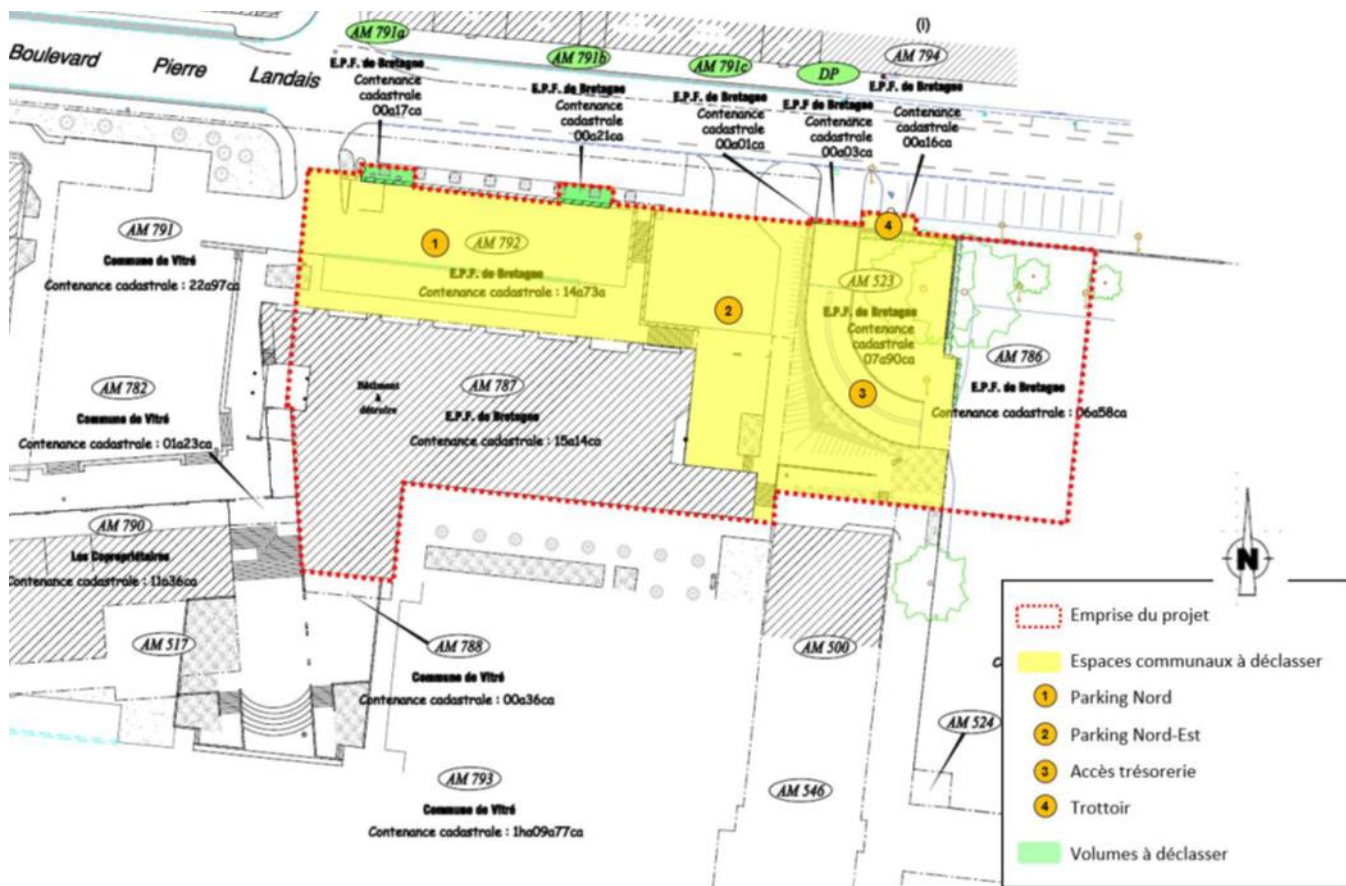 Boulevard Pierre Landais
AM 791a
E.P.F. de Bretagne
Contenance
cadastrale
00a17ca
AM 791b
E.P.F. de Bretagne
Contenance
cadastrale
00a21ca
AM 791c
E.P.F. de Bretagne
Contenance
cadastrale
00a01ca
DP
E.P.F de Bretagne
Contenance
cadastrale
00a03ca
(i)
AM 794
E.P.F. de Bretagne
Contenance
cadastrale
00a16ca
AM 791
Commune de Vitré
Contenance cadastrale : 22a97ca
1
AM 792
E.P.F. de Bretagne
Contenance cadastrale : 14a73a
2
4
AM 523
E.P.F. de Bretagne
Contenance
cadastrale
07a90ca
3
AM 786
E.P.F. de Bretagne
Contenance cadastrale : 06a58ca
AM 782
Commune de Vitré
Contenance cadastrale : 01a23ca
Bâtiment
à
détruire
AM 787
E.P.F. de Bretagne
Contenance cadastrale : 15a14ca
AM 790
Les Copropriétaires
Contenance cadastrale : 11a36ca
AM 517
AM 788
Commune de Vitré
Contenance cadastrale : 00a36ca
AM 500
AM 524
AM 793
Commune de Vitré
Contenance cadastrale : 1ha09a77ca
AM 546
N
Emprise du projet
Espaces communaux à déclasser
1 Parking Nord
2 Parking Nord-Est
3 Accès trésorerie
4 Trottoir
Volumes à déclasser